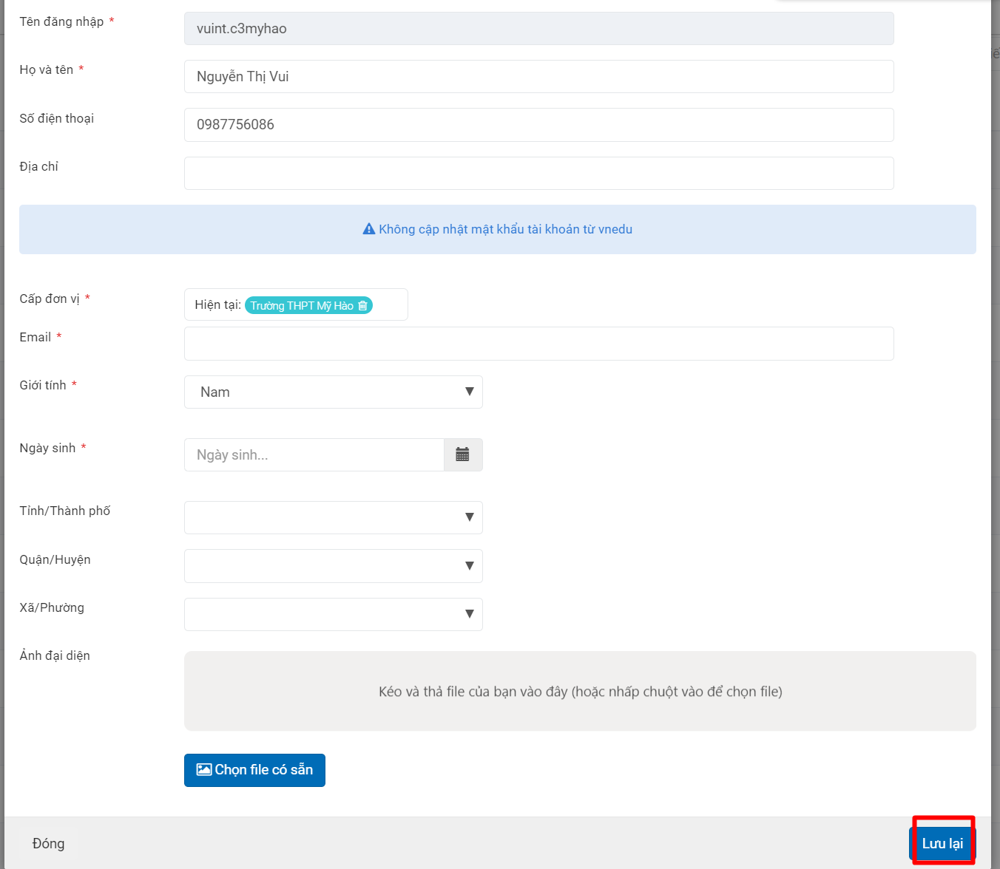 Tên đăng nhập *
vuint.c3myhao
Họ và tên *
Nguyễn Thị Vui
Số điện thoại
0987756086
Địa chỉ
Không cập nhật mật khẩu tài khoản từ vnedu
Cấp đơn vị *
Hiện tại: Trường THPT Mỹ Hào
Email *
Giới tính *
Nam
Ngày sinh *
Ngày sinh...
Tỉnh/Thành phố
Quận/Huyện
Xã/Phường
Ảnh đại diện
Kéo và thả file của bạn vào đây (hoặc nhấp chuột vào để chọn file)
Chọn file có sẵn
Đóng
Lưu lại